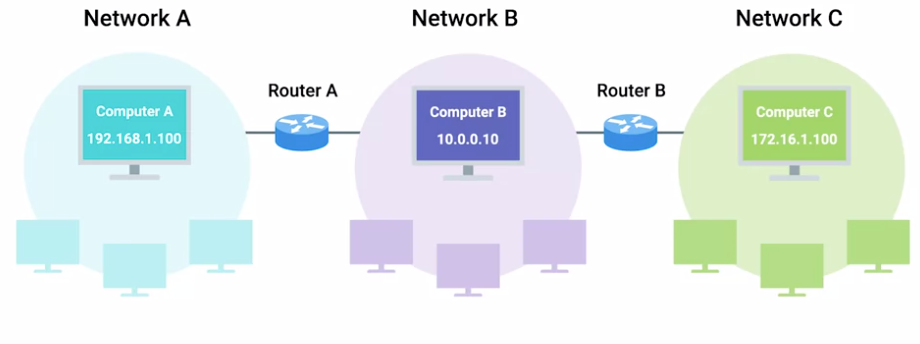 Network A
Network B
Network C
Router A
Router B
Computer A
192.168.1.100
Computer B
10.0.0.10
Computer C
172.16.1.100